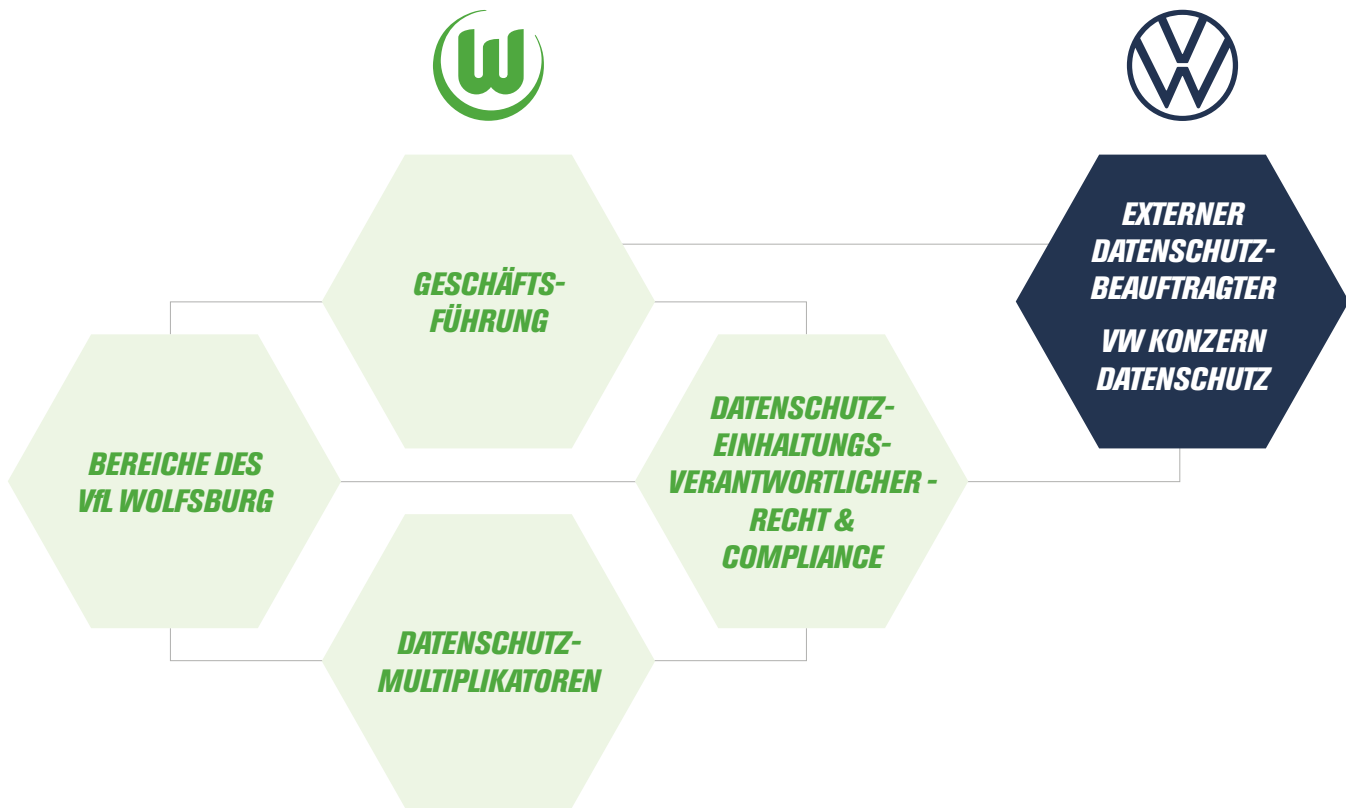 GESCHÄFTS-
FÜHRUNG
EXTERNER
DATENSCHUTZ-
BEAUFTRAGTER
VW KONZERN
DATENSCHUTZ
BEREICHE DES
VfL WOLFSBURG
DATENSCHUTZ-
EINHALTUNGS-
VERANTWORTLICHER -
RECHT &
COMPLIANCE
DATENSCHUTZ-
MULTIPLIKATOREN